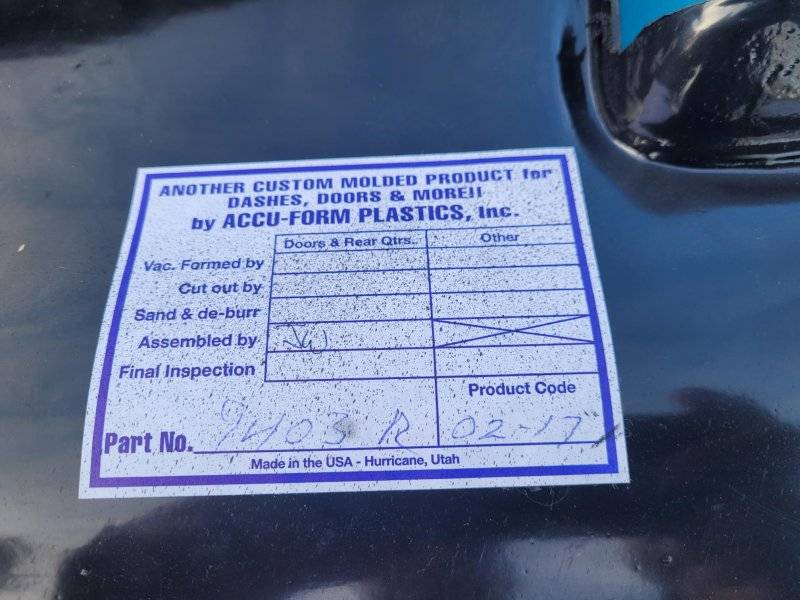 ANOTHER CUSTOM MOLDED PRODUCT for
DASHES, DOORS & MORE!!
by ACCU-FORM PLASTICS, Inc.
Doors & Rear Qtrs. Other
Vac. Formed by
Cut out by
Sand & de-burr
Assembled by
Final Inspection
Product Code
Part No. 9403 R 02-17
Made in the USA - Hurricane, Utah